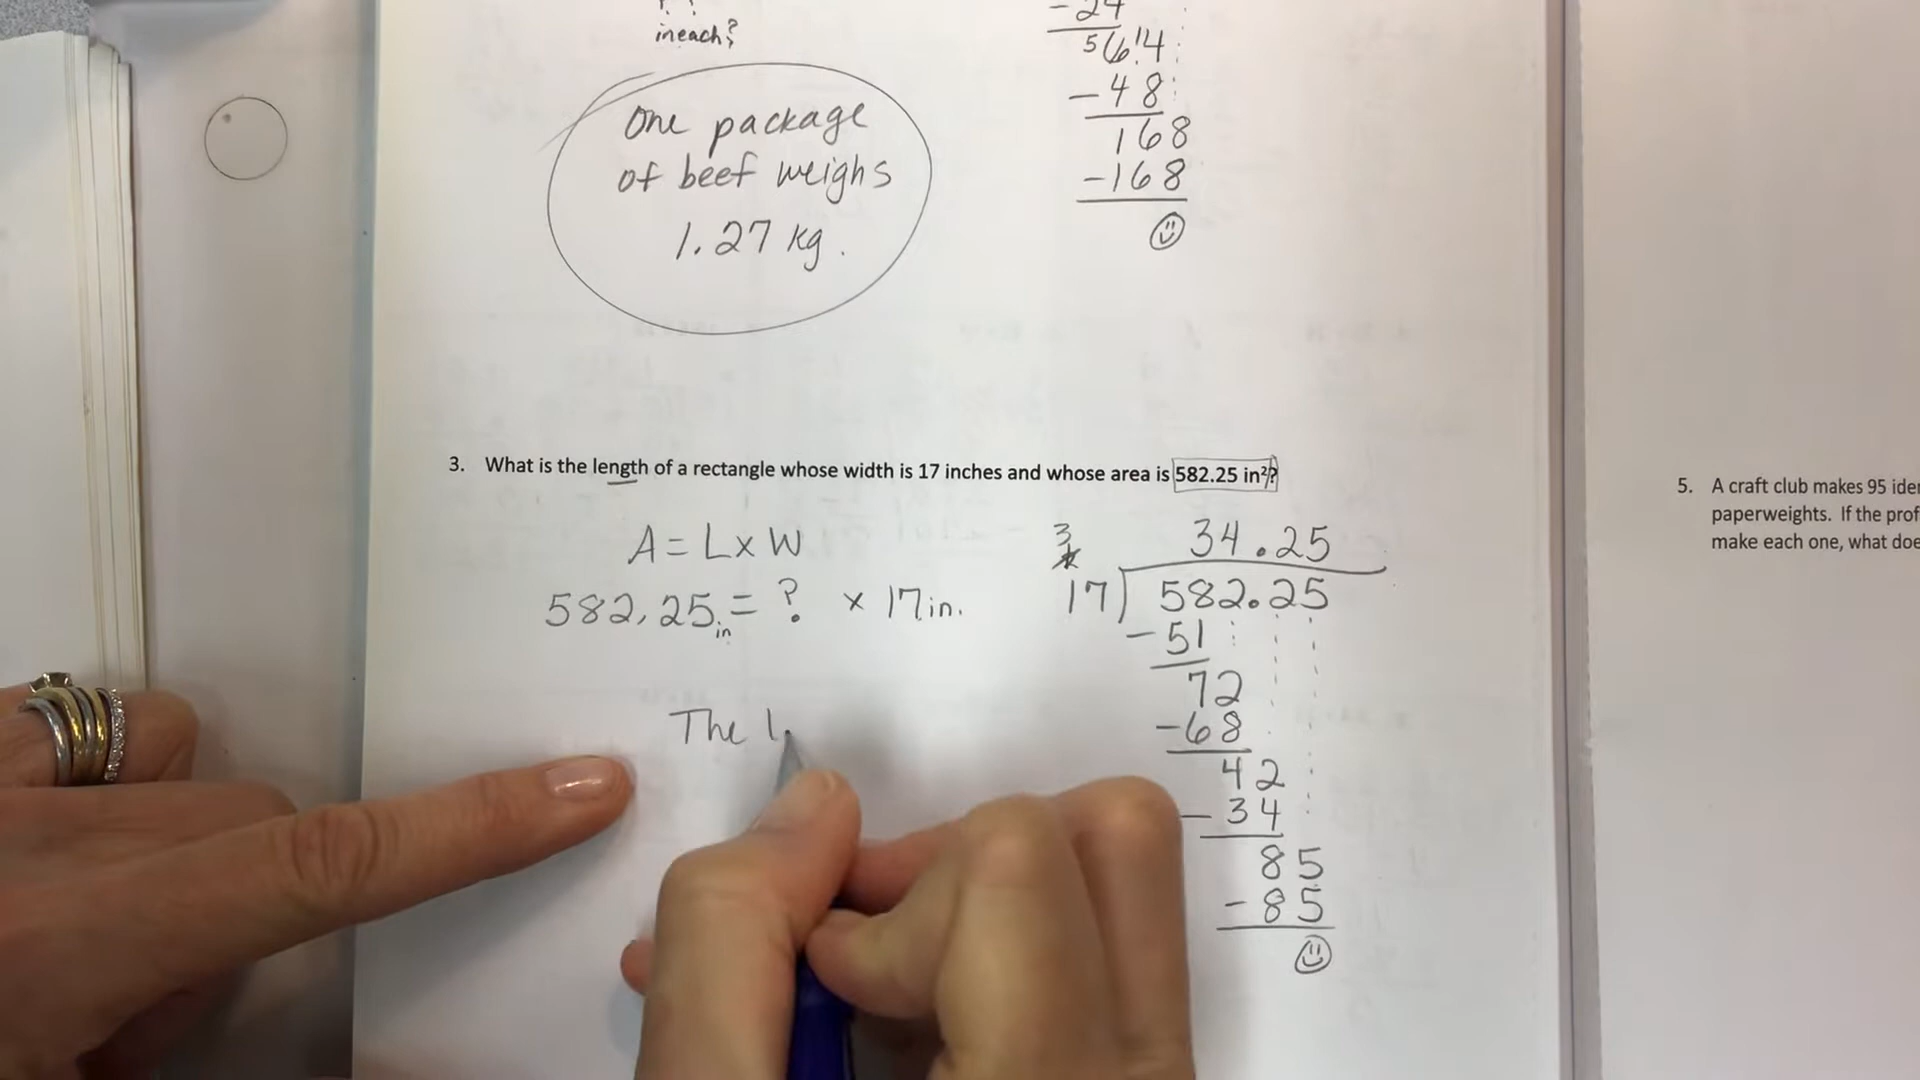 in each?
-24
5614
-48
168
-168
One package
of beef weighs
1.27 kg.
3. What is the length of a rectangle whose width is 17 inches and whose area is 582.25 in²?
A = L x W
582.25 in = ? x 17 in.
The l
3
34.25
17)582.25
-51
72
-68
42
-34
85
-85
5. A craft club makes 95 iden
paperweights. If the prof
make each one, what doe